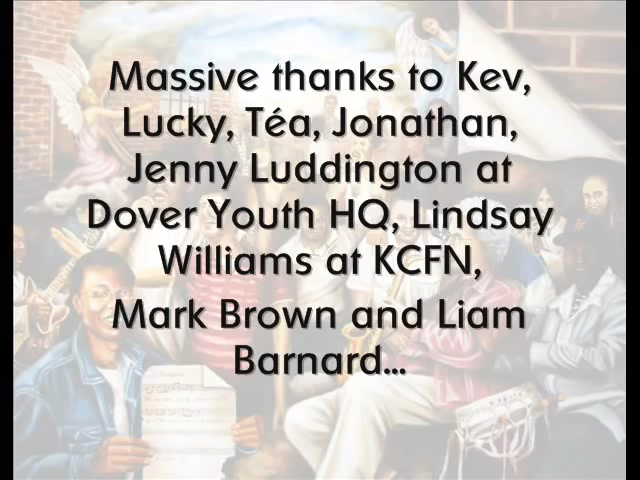 Massive thanks to Kev,
Lucky, Téa, Jonathan,
Jenny Luddington at
Dover Youth HQ, Lindsay
Williams at KCFN,
Mark Brown and Liam
Barnard...